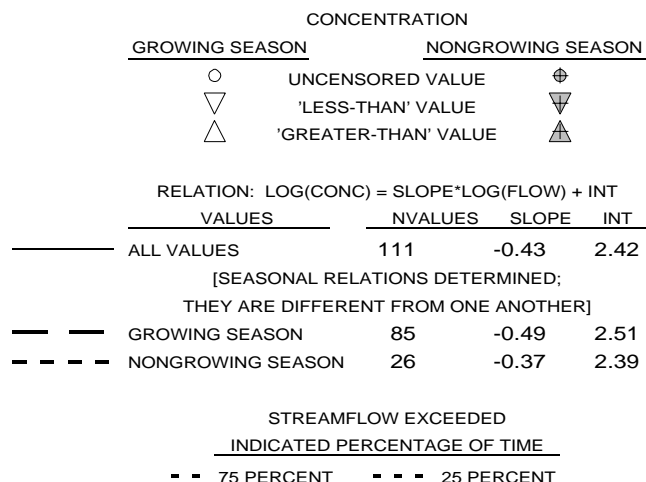 CONCENTRATION
GROWING SEASON NONGROWING SEASON
UNCENSORED VALUE
'LESS-THAN' VALUE
'GREATER-THAN' VALUE
RELATION: LOG(CONC) = SLOPE*LOG(FLOW) + INT
VALUES NVALUES SLOPE INT
ALL VALUES 111 -0.43 2.42
[SEASONAL RELATIONS DETERMINED;
THEY ARE DIFFERENT FROM ONE ANOTHER]
GROWING SEASON 85 -0.49 2.51
NONGROWING SEASON 26 -0.37 2.39
STREAMFLOW EXCEEDED
INDICATED PERCENTAGE OF TIME
75 PERCENT 25 PERCENT